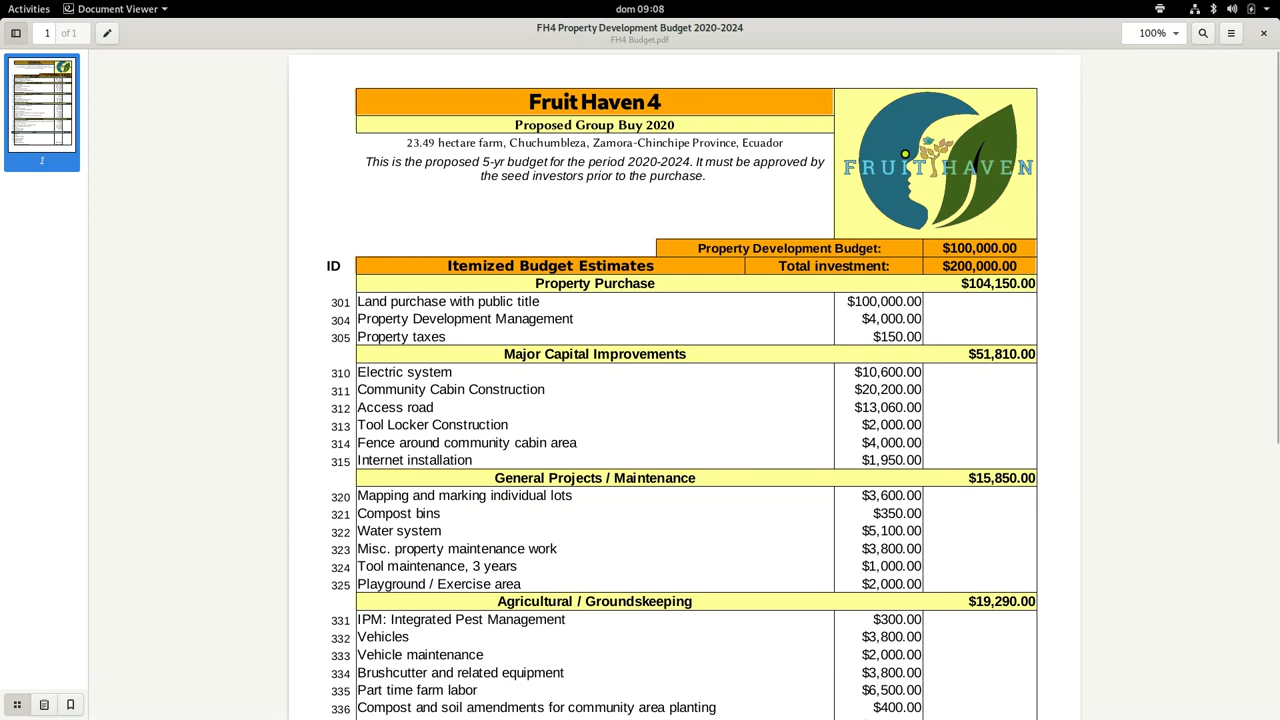 Activities Document Viewer dom 09:08
FH4 Property Development Budget 2020-2024
FH4 Budget.pdf
1 of 1 100%
Fruit Haven 4
Proposed Group Buy 2020
23.49 hectare farm, Chuchumbleza, Zamora-Chinchipe Province, Ecuador
This is the proposed 5-yr budget for the period 2020-2024. It must be approved by
the seed investors prior to the purchase.
FRUIT HAVEN
Property Development Budget: $100,000.00
ID Itemized Budget Estimates Total investment: $200,000.00
Property Purchase $104,150.00
301 Land purchase with public title $100,000.00
304 Property Development Management $4,000.00
305 Property taxes $150.00
Major Capital Improvements $51,810.00
310 Electric system $10,600.00
311 Community Cabin Construction $20,200.00
312 Access road $13,060.00
313 Tool Locker Construction $2,000.00
314 Fence around community cabin area $4,000.00
315 Internet installation $1,950.00
General Projects / Maintenance $15,850.00
320 Mapping and marking individual lots $3,600.00
321 Compost bins $350.00
322 Water system $5,100.00
323 Misc. property maintenance work $3,800.00
324 Tool maintenance, 3 years $1,000.00
325 Playground / Exercise area $2,000.00
Agricultural / Groundskeeping $19,290.00
331 IPM: Integrated Pest Management $300.00
332 Vehicles $3,800.00
333 Vehicle maintenance $2,000.00
334 Brushcutter and related equipment $3,800.00
335 Part time farm labor $6,500.00
336 Compost and soil amendments for community area planting $400.00
1